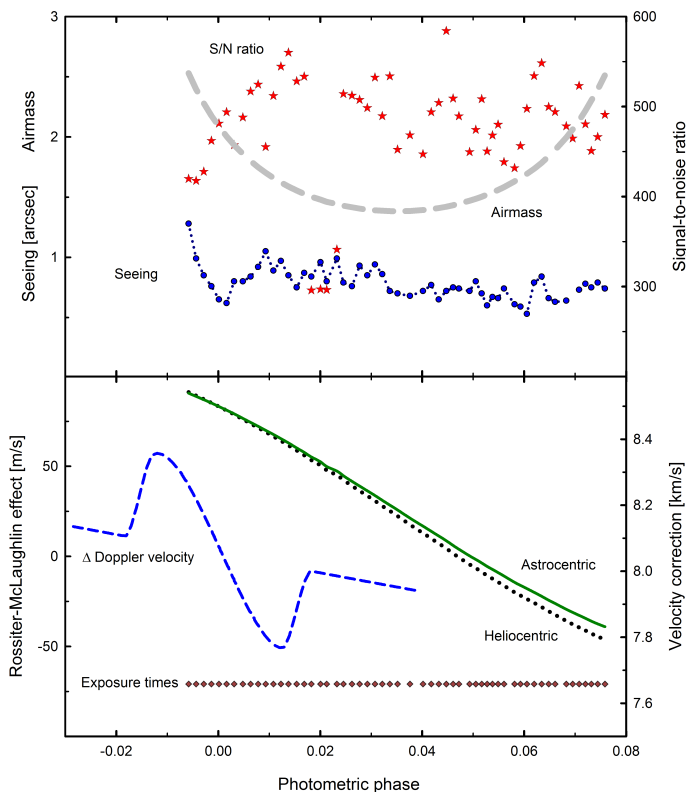 3
2
1
Airmass
Seeing [arcsec]
S/N ratio
Airmass
Seeing
600
500
400
300
Signal-to-noise ratio
50
0
-50
Rossiter-McLaughlin effect [m/s]
Δ Doppler velocity
Astrocentric
Heliocentric
Exposure times
8.4
8.2
8.0
7.8
7.6
Velocity correction [km/s]
-0.02
0.00
0.02
0.04
0.06
0.08
Photometric phase